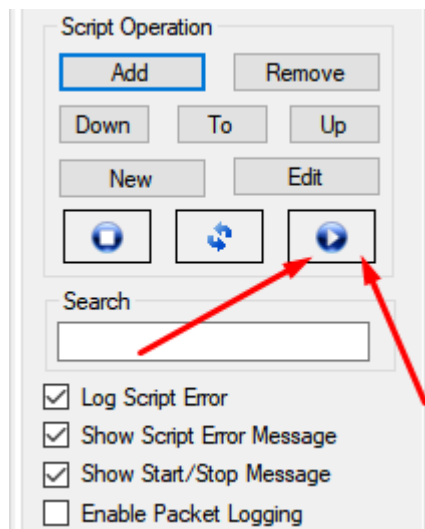 Script Operation
Add Remove
Down To Up
New Edit
Search
Log Script Error
Show Script Error Message
Show Start/Stop Message
Enable Packet Logging